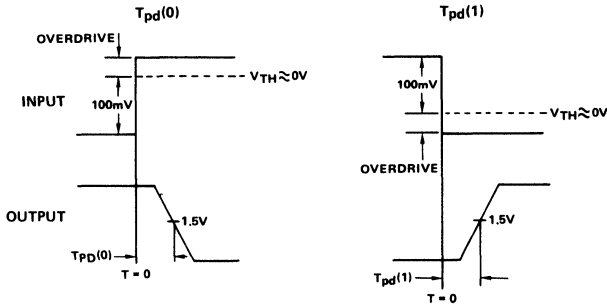 Tpd(0)
Tpd(1)
OVERDRIVE
VTH≈0V
INPUT
100mV
100mV
VTH≈0V
OVERDRIVE
OUTPUT
1.5V
1.5V
TPD(0)
T = 0
Tpd(1)
T = 0